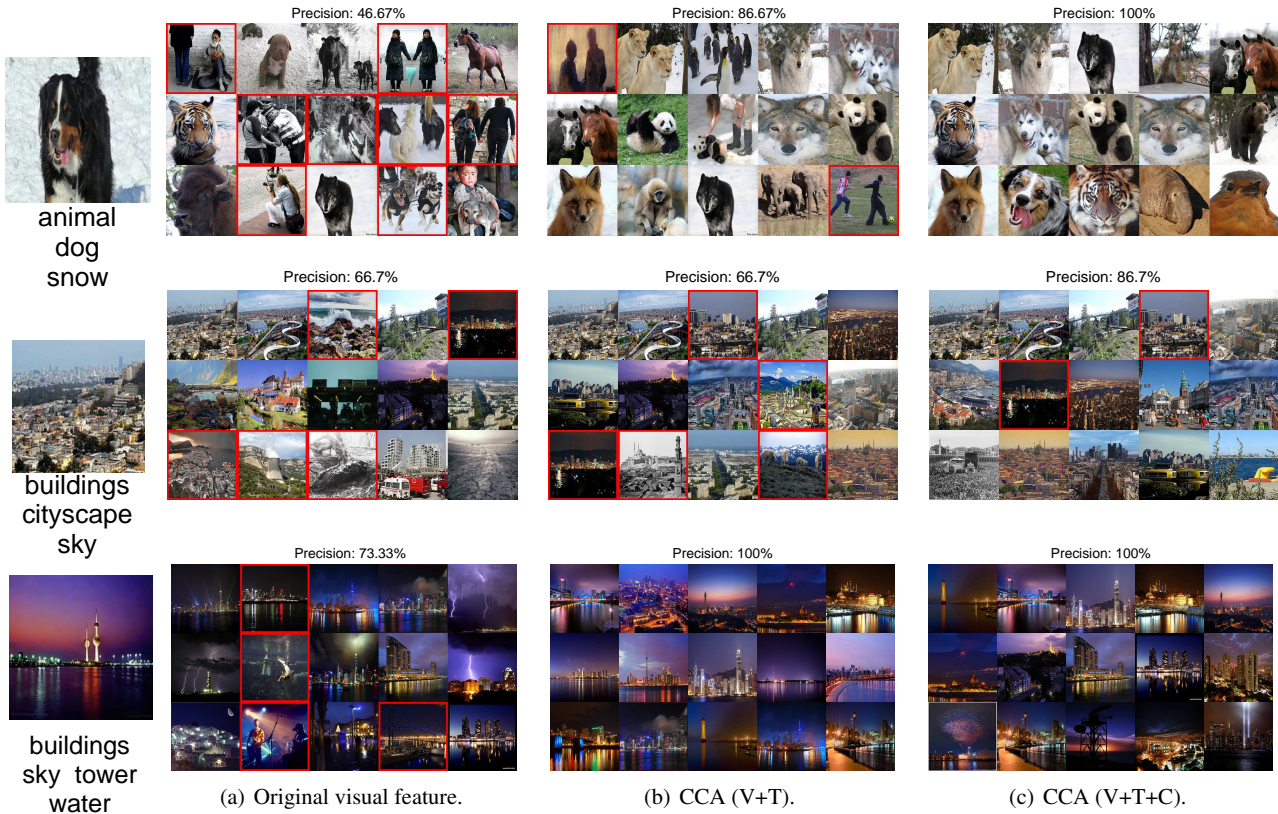 Precision: 46.67%
Precision: 86.67%
Precision: 100%
animal
dog
snow
Precision: 66.7%
Precision: 66.7%
Precision: 86.7%
buildings
cityscape
sky
Precision: 73.33%
Precision: 100%
Precision: 100%
buildings
sky tower
water
(a) Original visual feature.
(b) CCA (V+T).
(c) CCA (V+T+C).